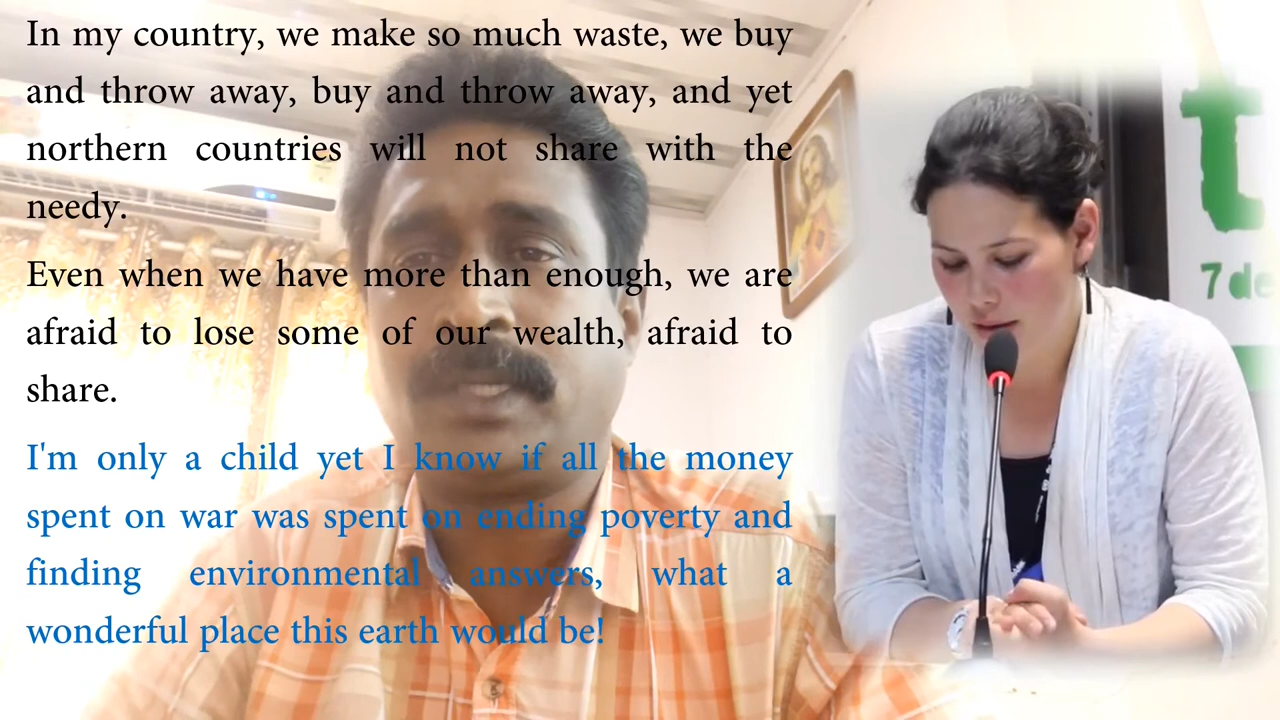 In my country, we make so much waste, we buy
and throw away, buy and throw away, and yet
northern countries will not share with the
needy.
Even when we have more than enough, we are
afraid to lose some of our wealth, afraid to
share.
I'm only a child yet I know if all the money
spent on war was spent on ending poverty and
finding environmental answers, what a
wonderful place this earth would be!
t
7 de